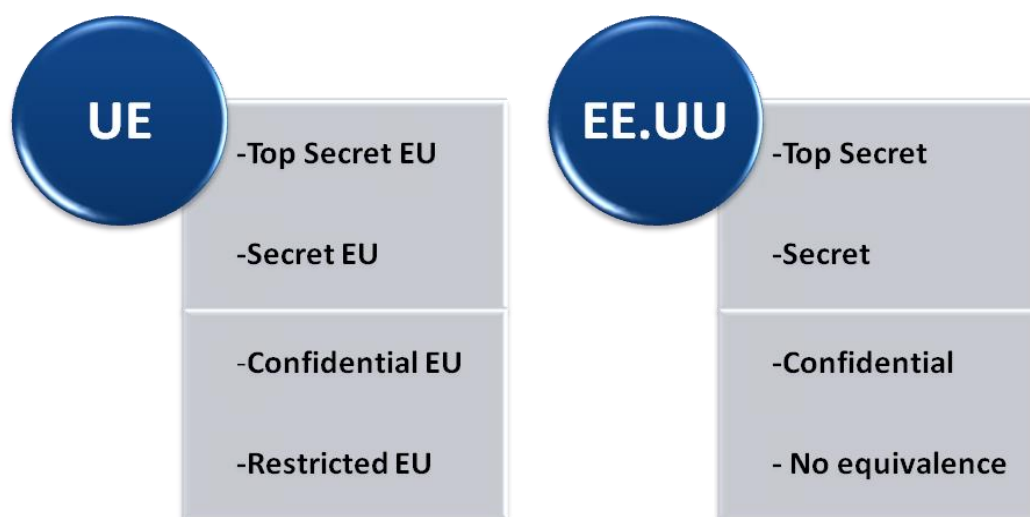 UE
-Top Secret EU
-Secret EU
-Confidential EU
-Restricted EU
EE.UU
-Top Secret
-Secret
-Confidential
- No equivalence